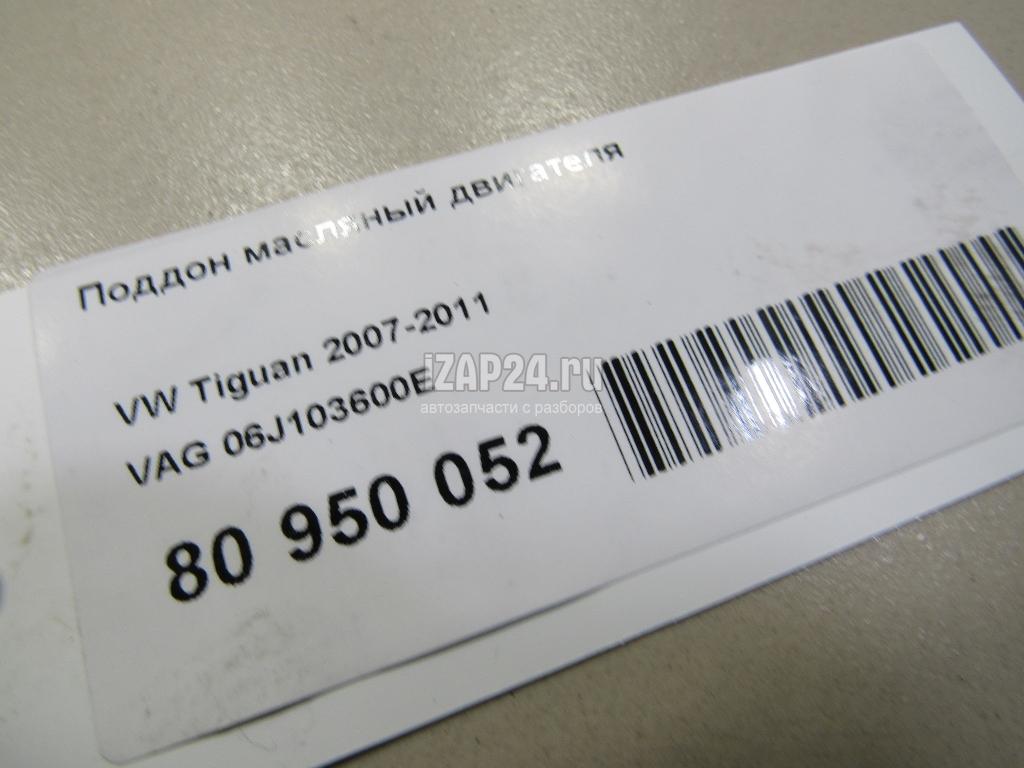 Поддон масляный двигателя
VW Tiguan 2007-2011
VAG 06J103600E
80 950 052
iZAP24.ru
автозапчасти с разборов